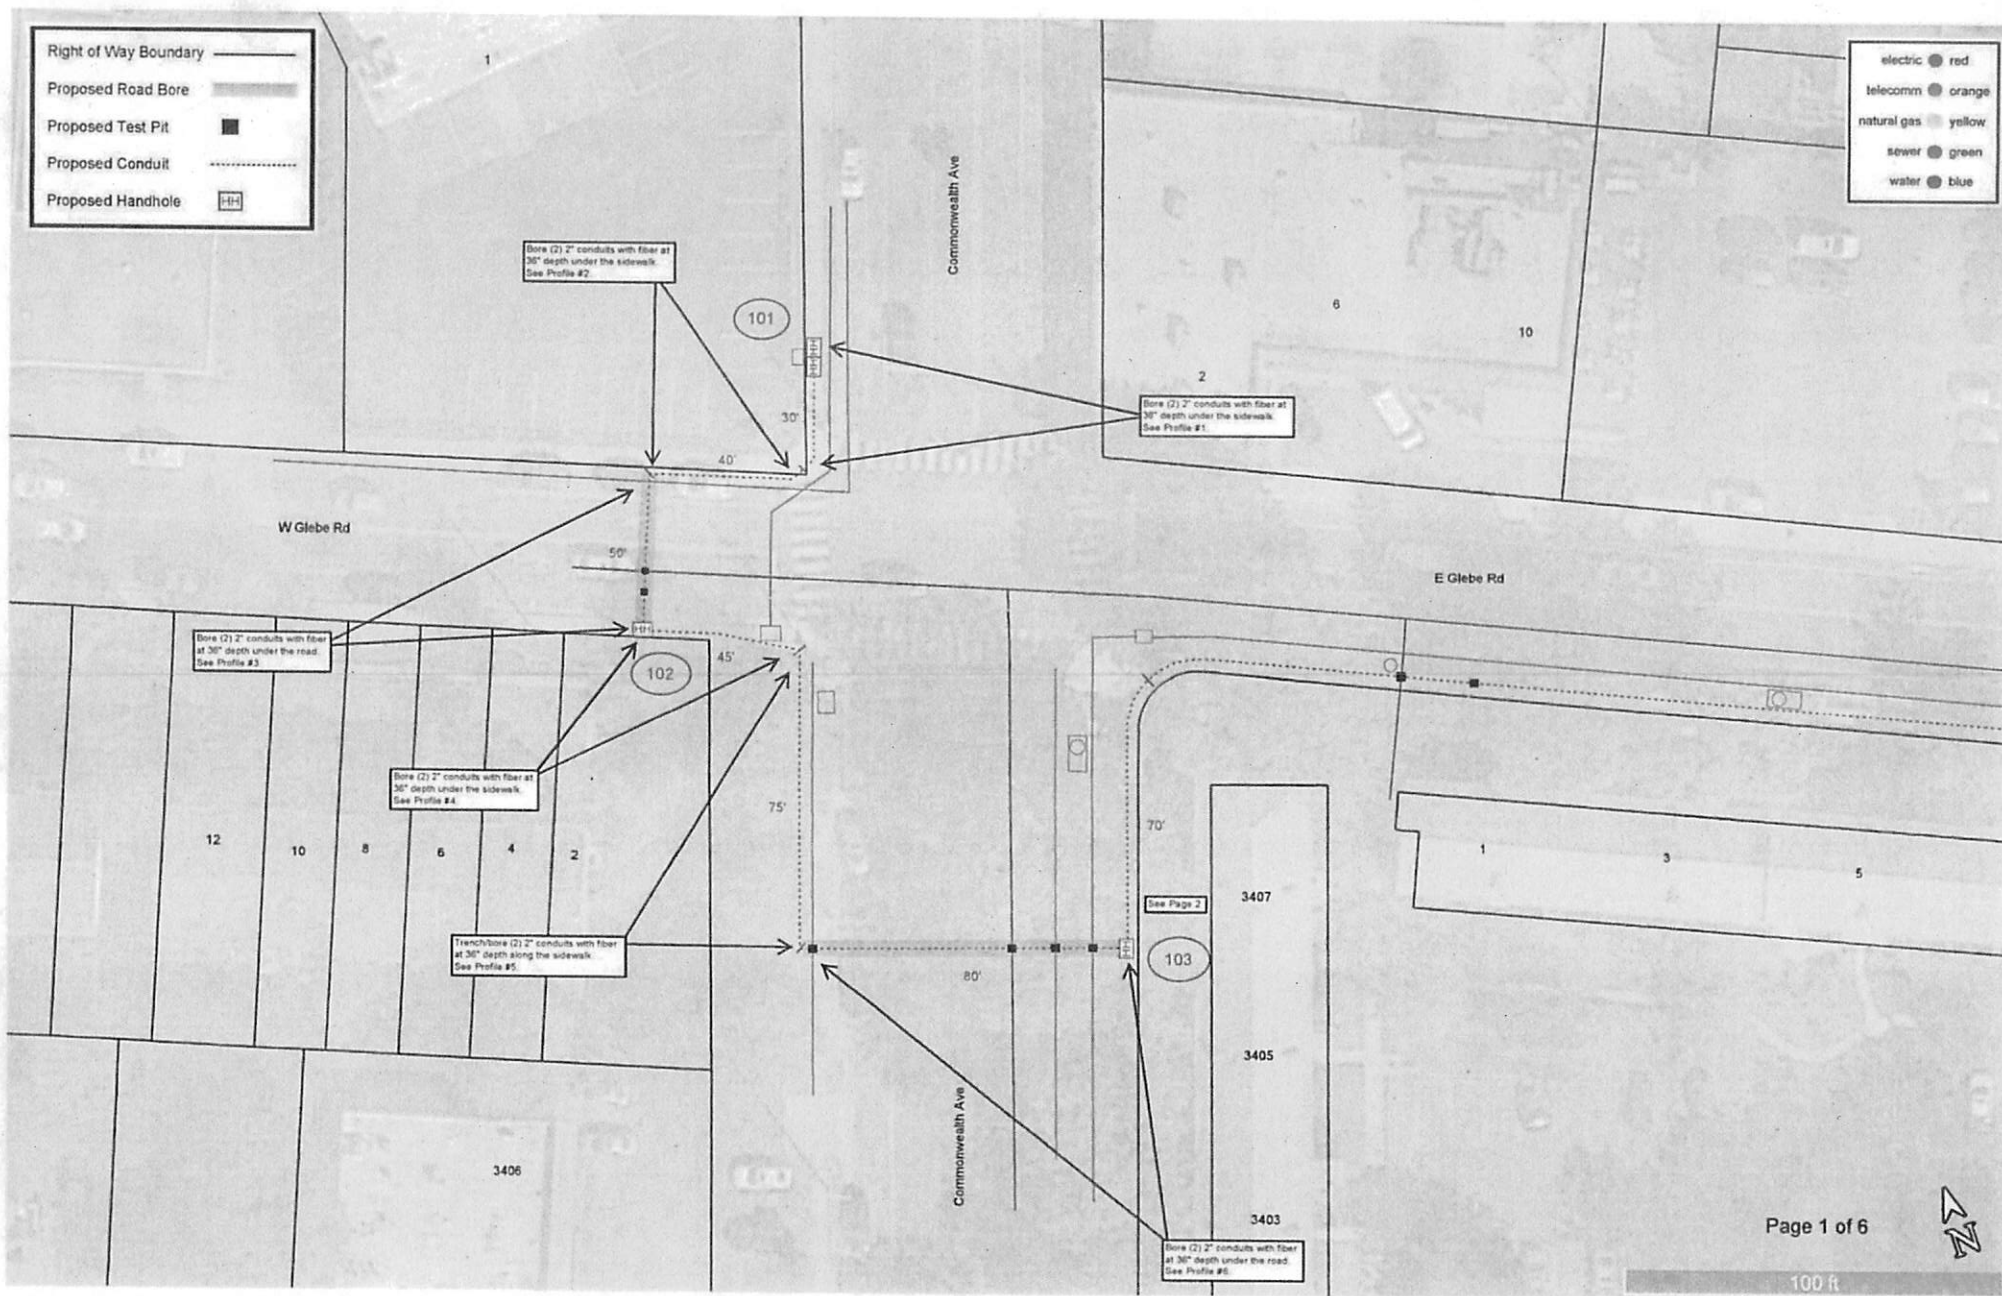 Right of Way Boundary
Proposed Road Bore
Proposed Test Pit
Proposed Conduit
Proposed Handhole HH
electric red
telecomm orange
natural gas yellow
sewer green
water blue
1
Commonwealth Ave
Bore (2) 2" conduits with fiber at
36" depth under the sidewalk.
See Profile #2.
101
HH
HH
30'
40'
6
10
2
Bore (2) 2" conduits with fiber at
36" depth under the sidewalk.
See Profile #1.
W Glebe Rd
50'
E Glebe Rd
Bore (2) 2" conduits with fiber
at 36" depth under the road.
See Profile #3.
HH
102
45'
Bore (2) 2" conduits with fiber at
36" depth under the sidewalk.
See Profile #4.
75'
70'
12
10
8
6
4
2
1
3
5
See Page 2
3407
Trench/bore (2) 2" conduits with fiber
at 36" depth along the sidewalk.
See Profile #5.
80'
HH
103
3405
Commonwealth Ave
3406
3403
Bore (2) 2" conduits with fiber
at 36" depth under the road.
See Profile #6.
Page 1 of 6
N
100 ft